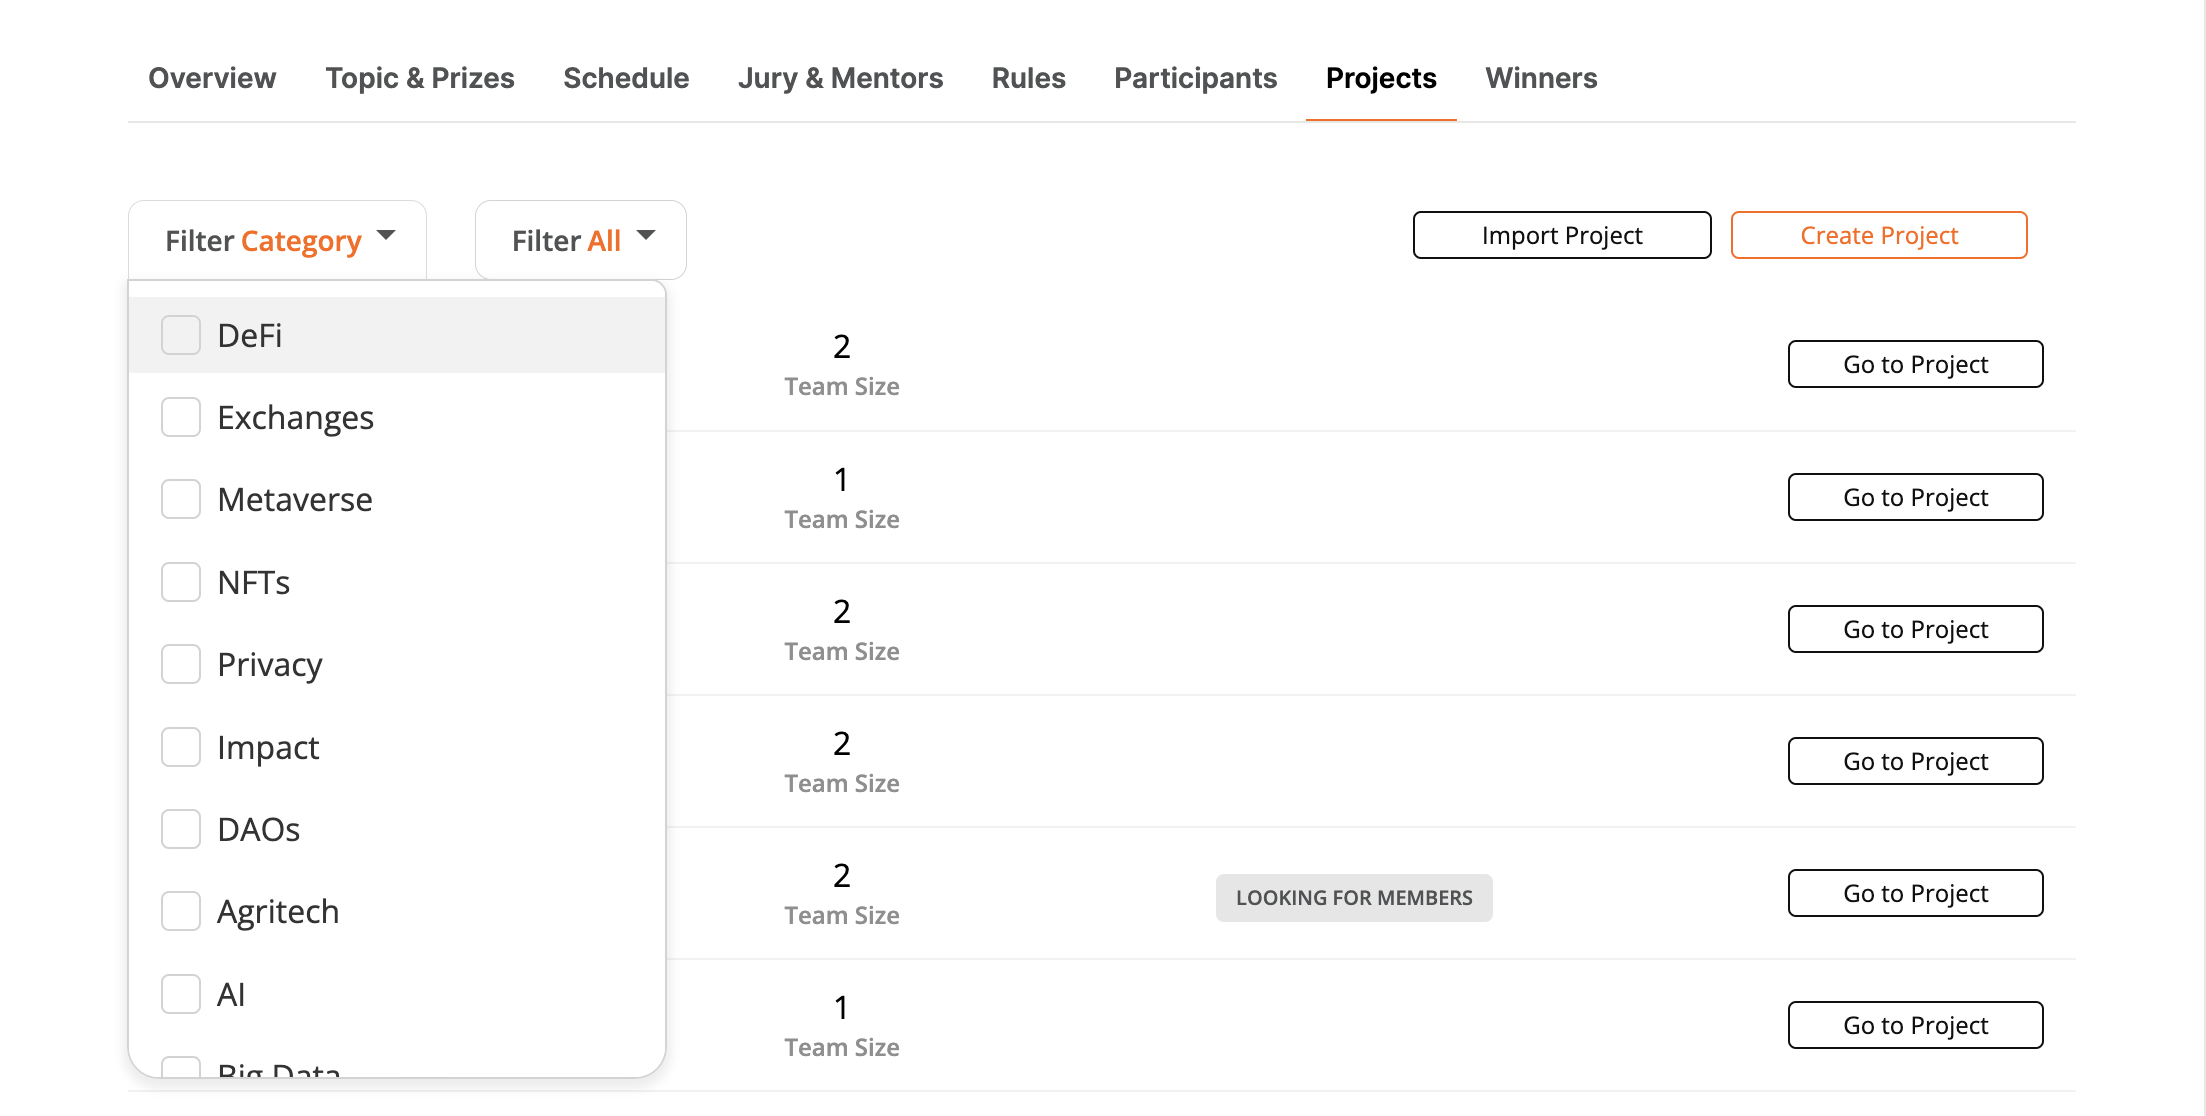 Overview Topic & Prizes Schedule Jury & Mentors Rules Participants Projects Winners
Filter Category Filter All Import Project Create Project
DeFi
Exchanges
Metaverse
NFTs
Privacy
Impact
DAOs
Agritech
AI
Big Data
2
Team Size
Go to Project
1
Team Size
Go to Project
2
Team Size
Go to Project
2
Team Size
Go to Project
2
Team Size
LOOKING FOR MEMBERS
Go to Project
1
Team Size
Go to Project